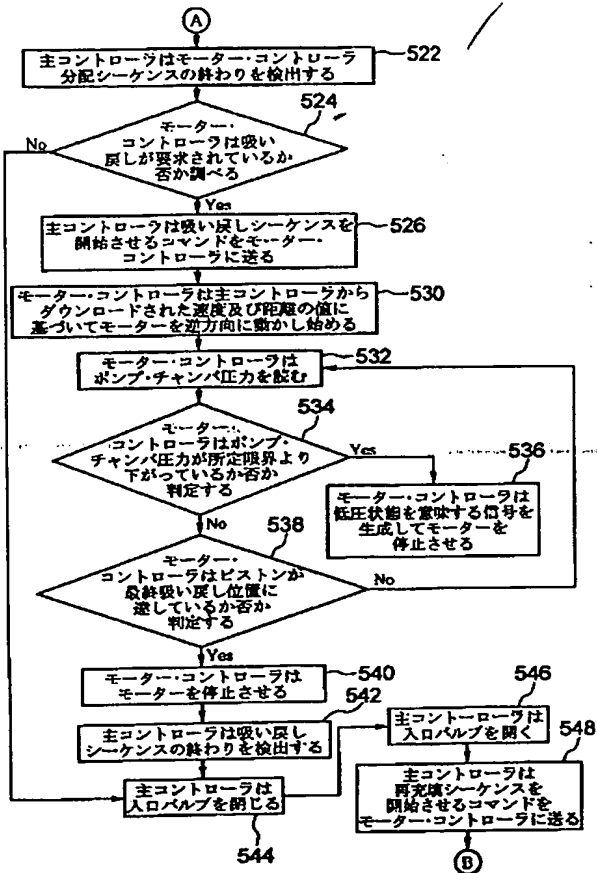 A
主コントローラはモーター・コントローラ
分配シーケンスの終わりを検出する
522
モーター・
コントローラは吸い
戻しが要求されているか
否か調べる
524
No
Yes
主コントローラは吸い戻しシーケンスを
開始させるコマンドをモーター・
コントローラに送る
526
モーター・コントローラは主コントローラから
ダウンロードされた速度及び距離の値に
基づいてモーターを逆方向に動かし始める
530
モーター・コントローラは
ポンプ・チャンバ圧力を読む
532
モーター・
コントローラはポンプ・
チャンバ圧力が所定限界より
下がっているか否か
判定する
534
Yes
No
モーター・コントローラは
低圧状態を意味する信号を
生成してモーターを
停止させる
536
モーター・
コントローラはピストンが
最終吸い戻し位置に
達しているか否か
判定する
538
No
Yes
モーター・コントローラは
モーターを停止させる
540
主コントローラは吸い戻し
シーケンスの終わりを検出する
542
主コントローラは
入口バルブを閉じる
544
主コントーローラは
入口バルブを開く
546
主コントローラは
再充填シーケンスを
開始させるコマンドを
モーター・コントローラに送る
548
B